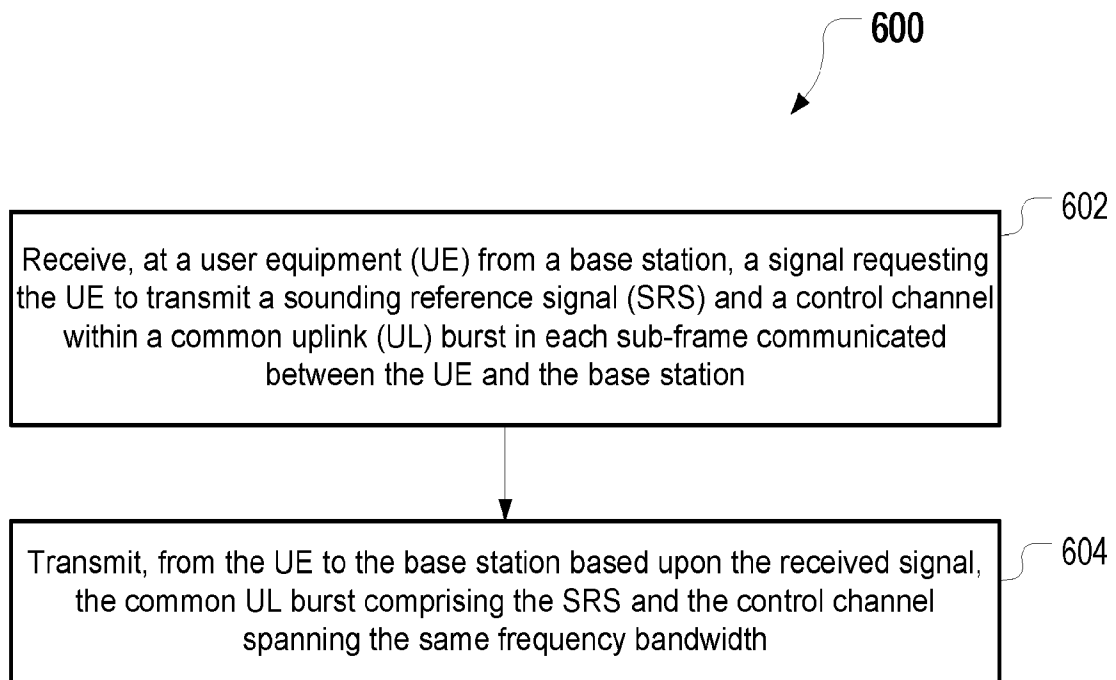 600
602
Receive, at a user equipment (UE) from a base station, a signal requesting
the UE to transmit a sounding reference signal (SRS) and a control channel
within a common uplink (UL) burst in each sub-frame communicated
between the UE and the base station
604
Transmit, from the UE to the base station based upon the received signal,
the common UL burst comprising the SRS and the control channel
spanning the same frequency bandwidth